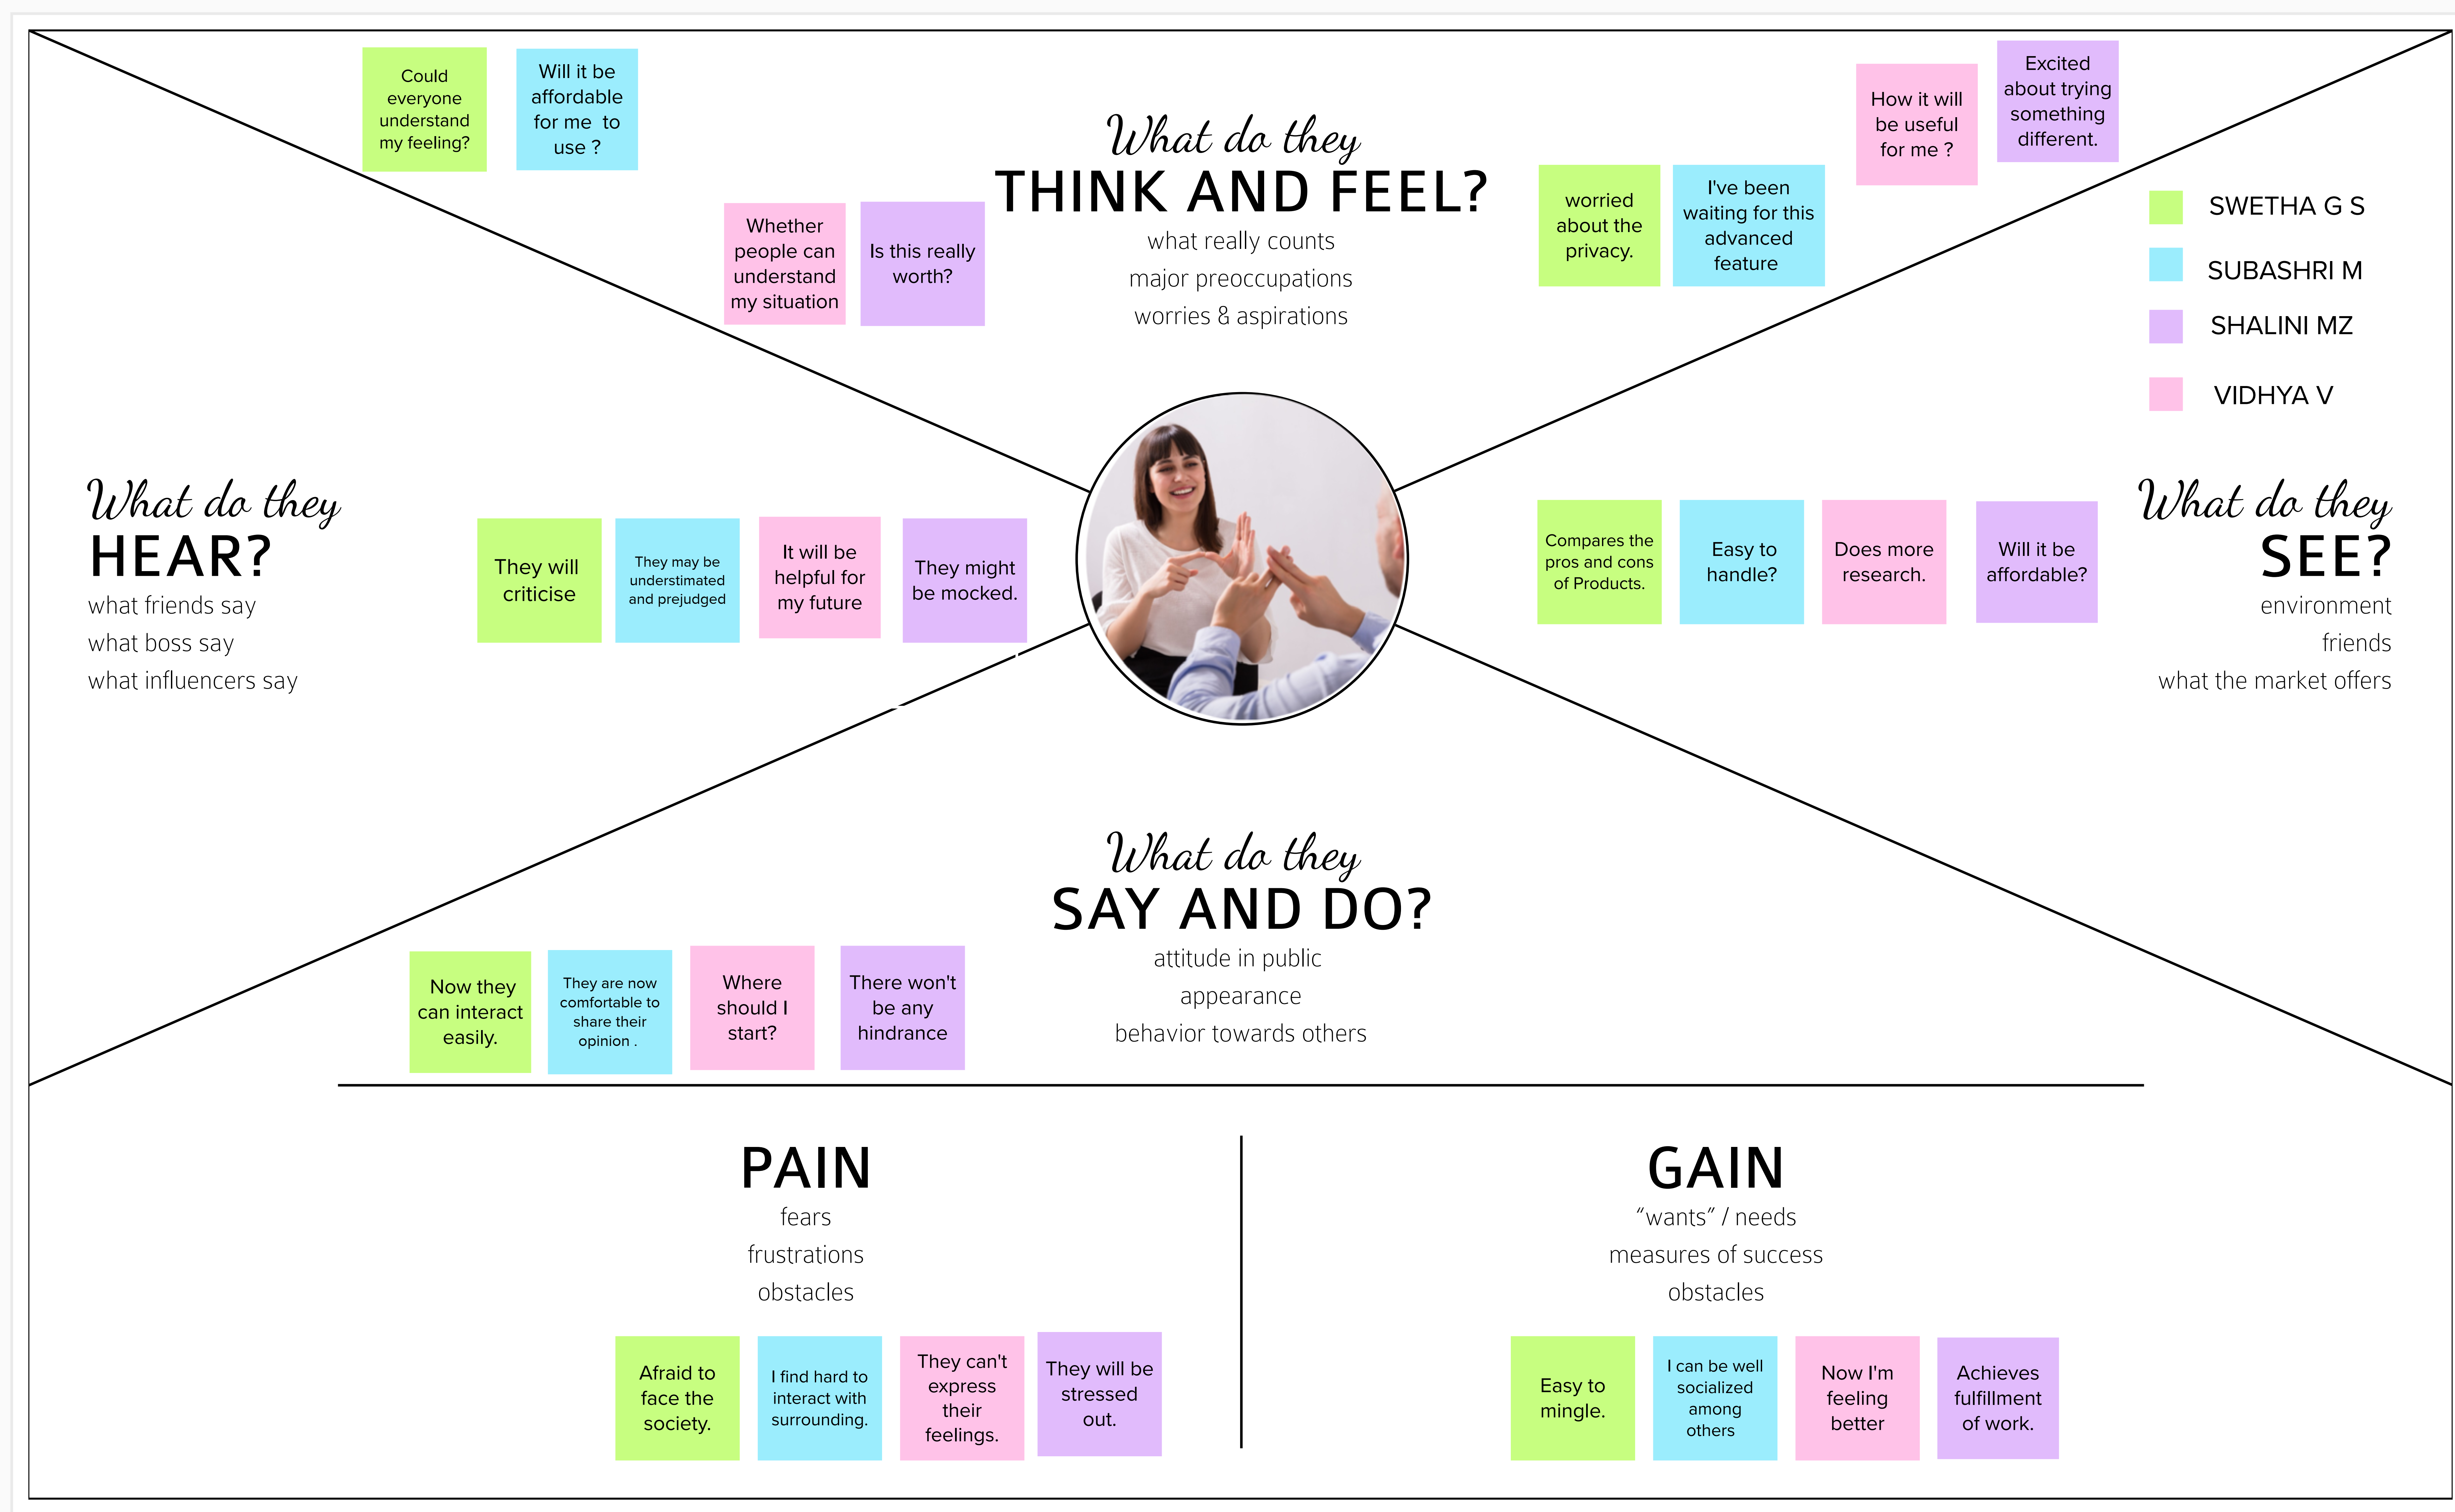 Could
everyone
understand
my feeling?
Will it be
affordable
for me to
use ?
Whether
people can
understand
my situation
Is this really
worth?
What do they
THINK AND FEEL?
what really counts
major preoccupations
worries & aspirations
worried
about the
privacy.
I've been
waiting for this
advanced
feature
How it will
be useful
for me ?
Excited
about trying
something
different.
SWETHA G S
SUBASHRI M
SHALINI MZ
VIDHYA V
What do they
HEAR?
what friends say
what boss say
what influencers say
They will
criticise
They may be
understimated
and prejudged
It will be
helpful for
my future
They might
be mocked.
Compares the
pros and cons
of Products.
Easy to
handle?
Does more
research.
Will it be
affordable?
What do they
SEE?
environment
friends
what the market offers
What do they
SAY AND DO?
attitude in public
appearance
behavior towards others
Now they
can interact
easily.
They are now
comfortable to
share their
opinion .
Where
should I
start?
There won't
be any
hindrance
PAIN
fears
frustrations
obstacles
Afraid to
face the
society.
I find hard to
interact with
surrounding.
They can't
express
their
feelings.
They will be
stressed
out.
GAIN
“wants” / needs
measures of success
obstacles
Easy to
mingle.
I can be well
socialized
among
others
Now I'm
feeling
better
Achieves
fulfillment
of work.